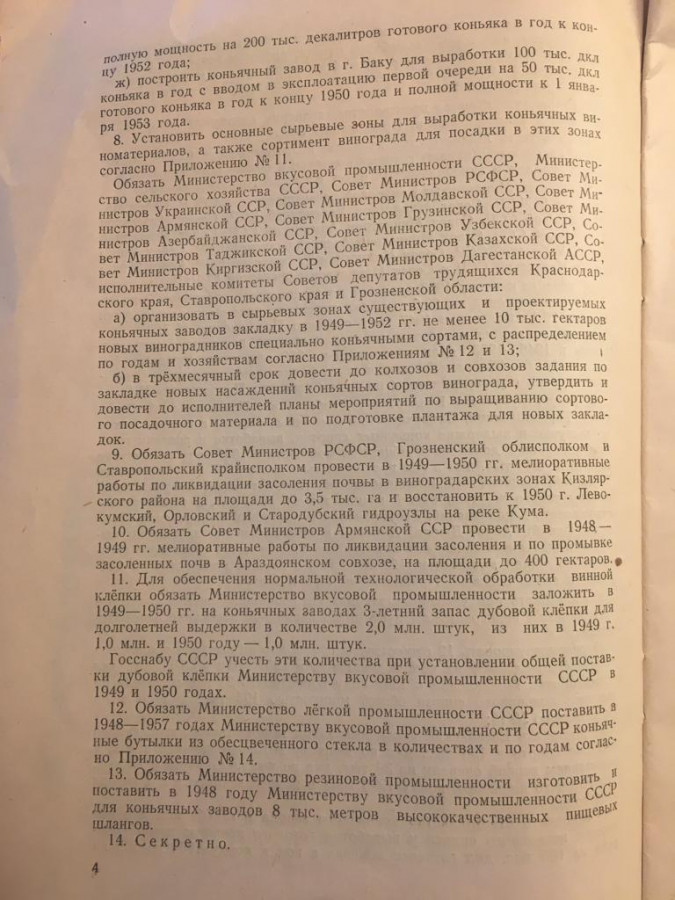 полную мощность на 200 тыс. декалитров готового коньяка в год к кон-
цу 1952 года;
ж) построить коньячный завод в г. Баку для выработки 100 тыс. дкл
коньяка в год с вводом в эксплоатацию первой очереди на 50 тыс. дкл
готового коньяка в год к концу 1950 года и полной мощности к 1 янва-
ря 1953 года.
8. Установить основные сырьевые зоны для выработки коньячных ви-
номатериалов, а также сортимент винограда для посадки в этих зонах
согласно Приложению № 11.
Обязать Министерство вкусовой промышленности СССР, Министер-
ство сельского хозяйства СССР, Совет Министров РСФСР, Совет Ми-
нистров Украинской ССР, Совет Министров Молдавской ССР, Совет Ми-
нистров Армянской ССР, Совет Министров Грузинской ССР, Совет Ми-
нистров Азербайджанской ССР, Совет Министров Узбекской ССР, Со-
вет Министров Таджикской ССР, Совет Министров Казахской ССР, Со-
вет Министров Киргизской ССР, Совет Министров Дагестанской АССР,
исполнительные комитеты Советов депутатов трудящихся Краснодар-
ского края, Ставропольского края и Грозненской области:
а) организовать в сырьевых зонах существующих и проектируемых
коньячных заводов закладку в 1949—1952 гг. не менее 10 тыс. гектаров
новых виноградников специально коньячными сортами, с распределением
по годам и хозяйствам согласно Приложениям № 12 и 13;
б) в трёхмесячный срок довести до колхозов и совхозов задания по
закладке новых насаждений коньячных сортов винограда, утвердить и
довести до исполнителей планы мероприятий по выращиванию сортово-
го посадочного материала и по подготовке плантажа для новых закла-
док.
9. Обязать Совет Министров РСФСР, Грозненский облисполком и
Ставропольский крайисполком провести в 1949—1950 гг. мелиоративные
работы по ликвидации засоления почвы в виноградарских зонах Кизляр-
ского района на площади до 3,5 тыс. га и восстановить к 1950 г. Лево-
кумский, Орловский и Стародубский гидроузлы на реке Кума.
10. Обязать Совет Министров Армянской ССР провести в 1948—
1949 гг. мелиоративные работы по ликвидации засоления и по промывке
засоленных почв в Араздоянском совхозе, на площади до 400 гектаров.
11. Для обеспечения нормальной технологической обработки винной
клёпки обязать Министерство вкусовой промышленности заложить в
1949—1950 гг. на коньячных заводах 3-летний запас дубовой клёпки для
долголетней выдержки в количестве 2,0 млн. штук, из них в 1949 г.
1,0 млн. и 1950 году — 1,0 млн. штук.
Госснабу СССР учесть эти количества при установлении общей постав-
ки дубовой клёпки Министерству вкусовой промышленности СССР в
1949 и 1950 годах.
12. Обязать Министерство лёгкой промышленности СССР поставить в
1948—1957 годах Министерству вкусовой промышленности СССР коньяч-
ные бутылки из обесцвеченного стекла в количествах и по годам соглас-
но Приложению № 14.
13. Обязать Министерство резиновой промышленности изготовить и
поставить в 1948 году Министерству вкусовой промышленности СССР
для коньячных заводов 8 тыс. метров высококачественных пищевых
шлангов.
14. Секретно.
4